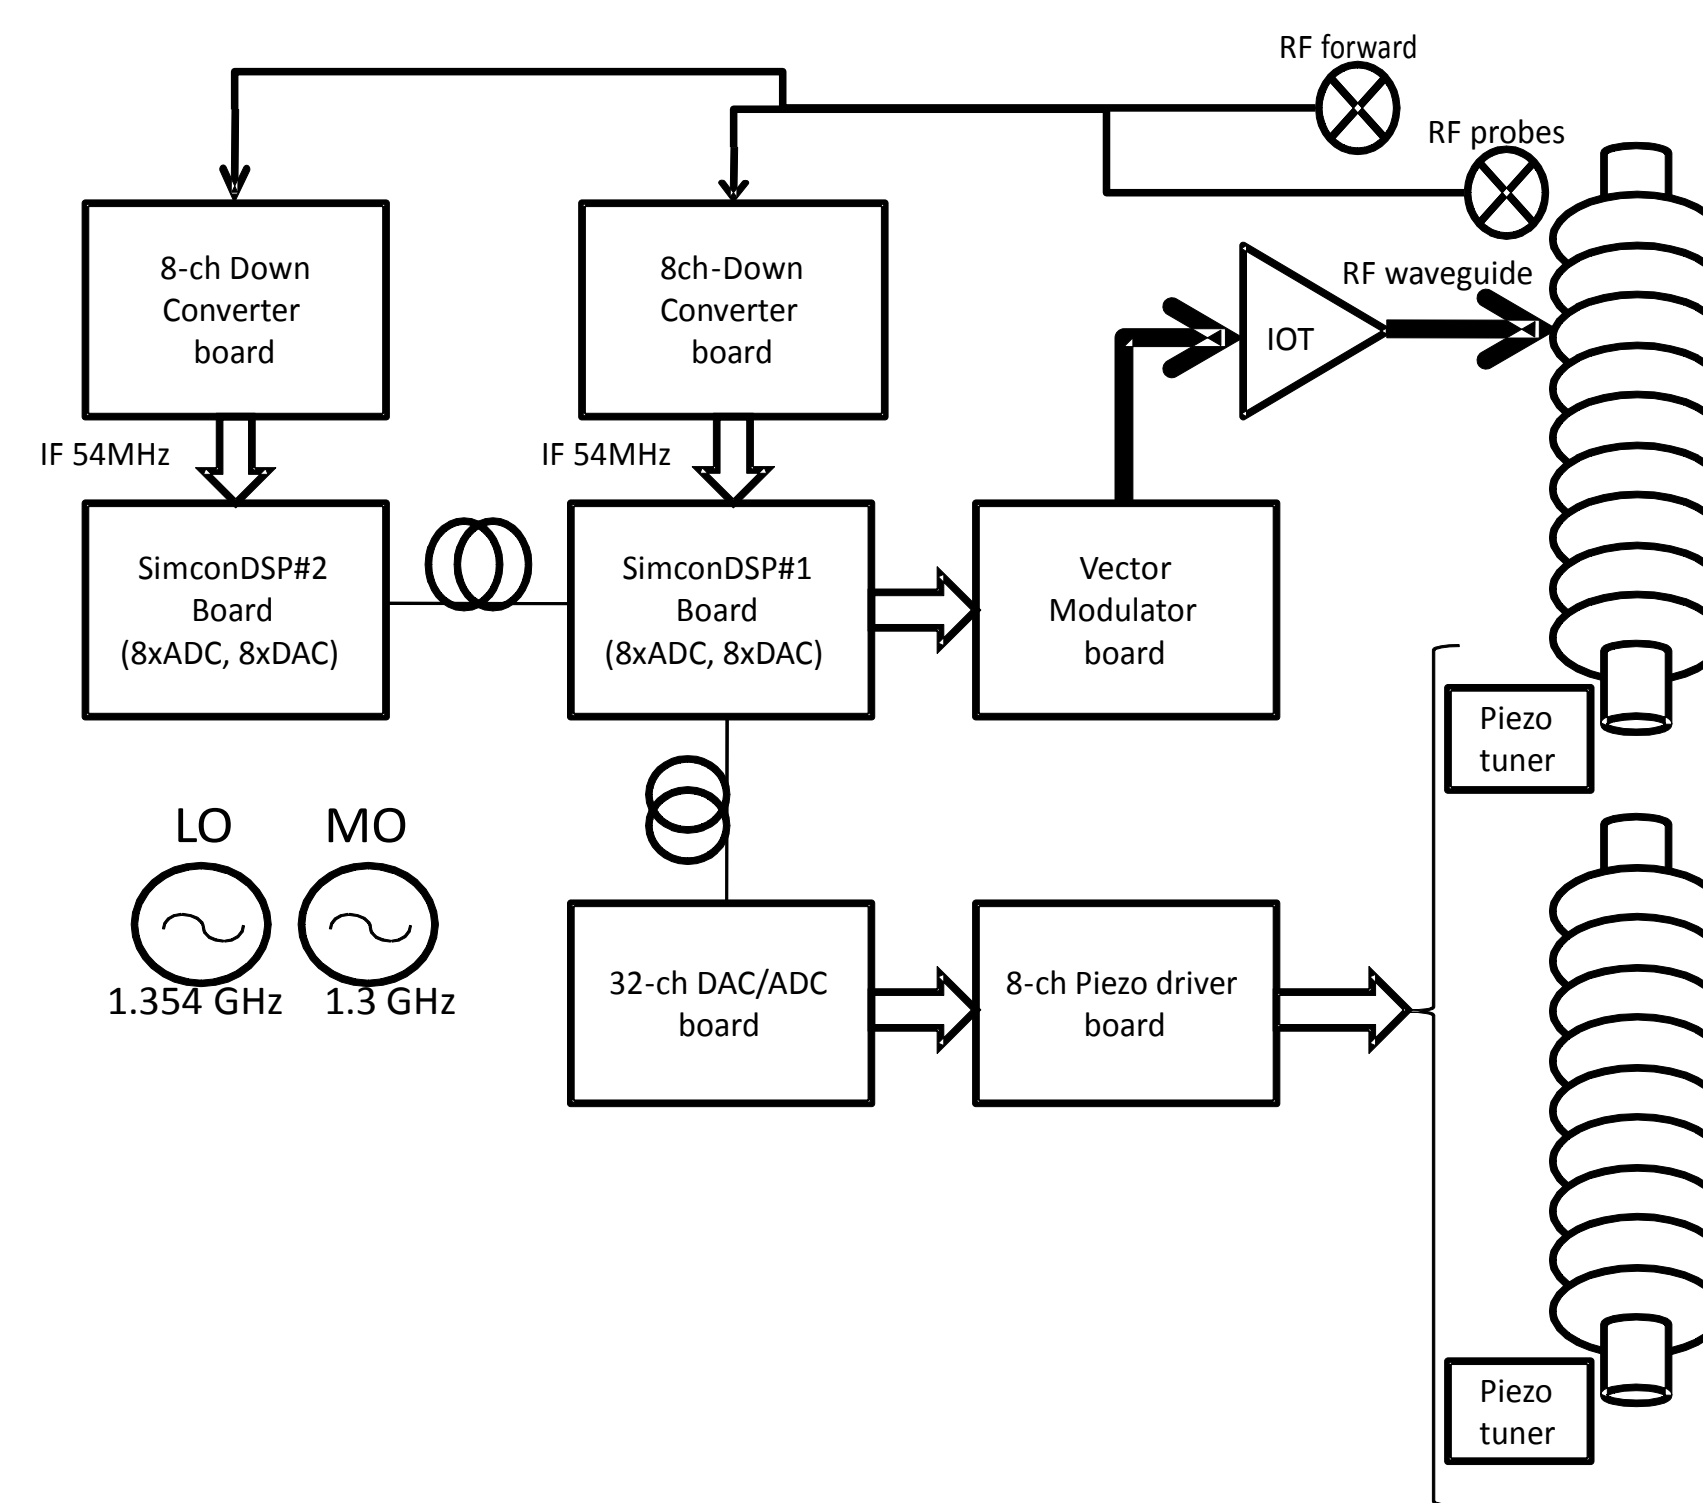 RF forward
RF probes
8-ch Down
Converter
board
8ch-Down
Converter
board
RF waveguide
IOT
IF 54MHz
IF 54MHz
SimconDSP#2
Board
(8xADC, 8xDAC)
SimconDSP#1
Board
(8xADC, 8xDAC)
Vector
Modulator
board
Piezo
tuner
LO
MO
1.354 GHz
1.3 GHz
32-ch DAC/ADC
board
8-ch Piezo driver
board
Piezo
tuner